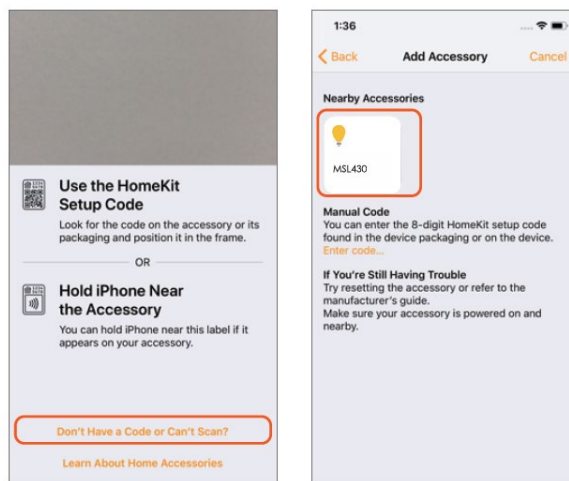 Use the HomeKit
Setup Code
Look for the code on the accessory or its
packaging and position it in the frame.
OR
Hold iPhone Near
the Accessory
You can hold iPhone near this label if it
appears on your accessory.
Don't Have a Code or Can't Scan?
Learn About Home Accessories
1:36
Back Add Accessory Cancel
Nearby Accessories
MSL430
Manual Code
You can enter the 8-digit HomeKit setup code
found in the device packaging or on the device.
Enter code...
If You're Still Having Trouble
Try resetting the accessory or refer to the
manufacturer's guide.
Make sure your accessory is powered on and
nearby.